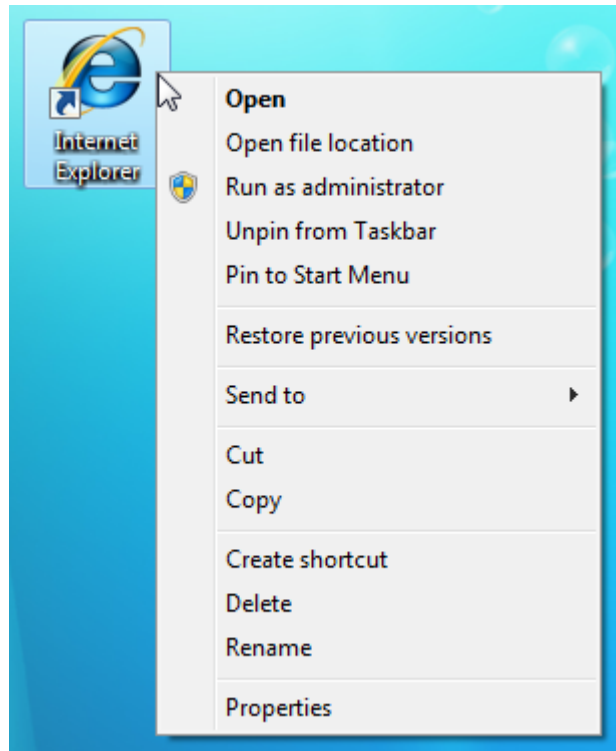 Internet
Explorer
Open
Open file location
Run as administrator
Unpin from Taskbar
Pin to Start Menu
Restore previous versions
Send to
Cut
Copy
Create shortcut
Delete
Rename
Properties